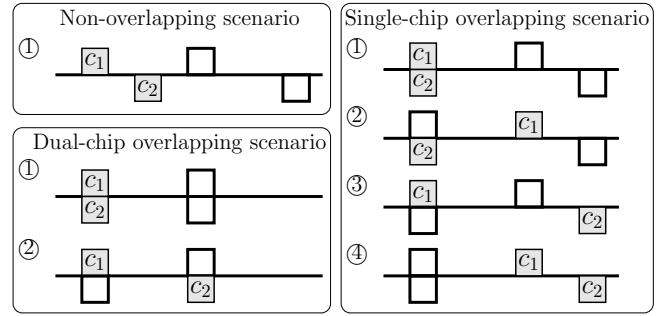 Non-overlapping scenario
①
c₁
c₂
Dual-chip overlapping scenario
①
c₁
c₂
②
c₁
c₂
Single-chip overlapping scenario
①
c₁
c₂
②
c₁
c₂
③
c₁
c₂
④
c₁
c₂